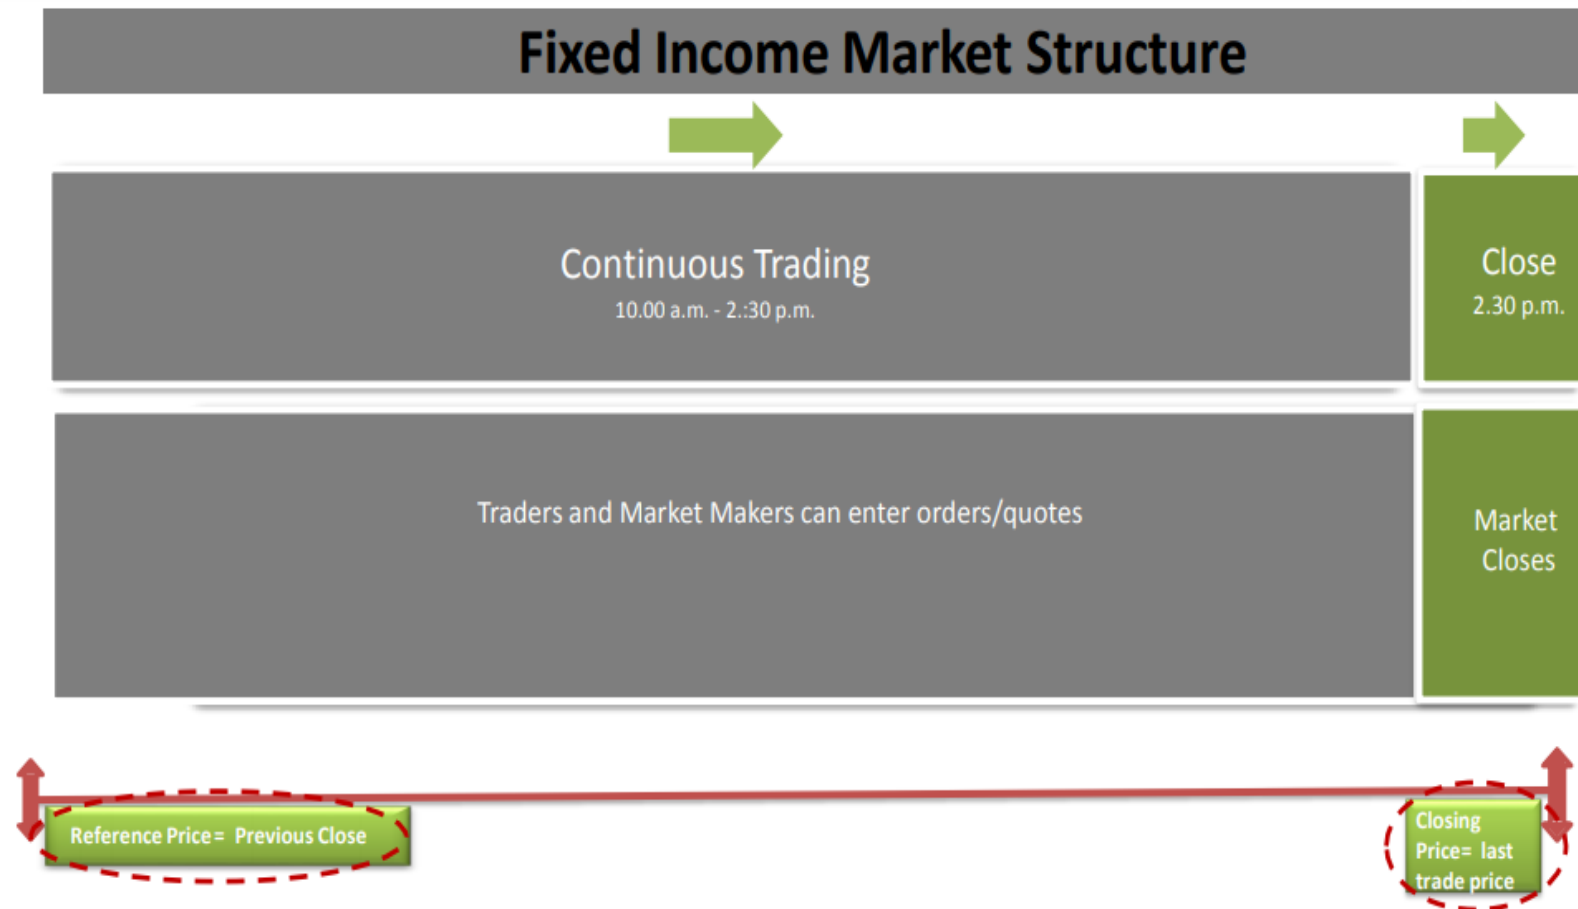 Fixed Income Market Structure
Continuous Trading
10.00 a.m. - 2.:30 p.m.
Close
2.30 p.m.
Traders and Market Makers can enter orders/quotes
Market
Closes
Reference Price= Previous Close
Closing
Price= last
trade price